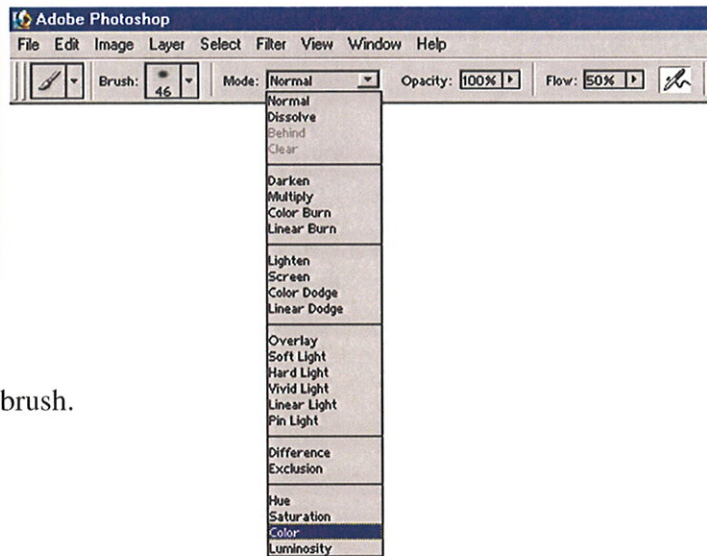 Adobe Photoshop
File Edit Image Layer Select Filter View Window Help
Brush: 46 Mode: Normal Opacity: 100% Flow: 50%
Normal
Dissolve
Behind
Clear
Darken
Multiply
Color Burn
Linear Burn
Lighten
Screen
Color Dodge
Linear Dodge
Overlay
Soft Light
Hard Light
Vivid Light
Linear Light
Pin Light
brush.
Difference
Exclusion
Hue
Saturation
Color
Luminosity